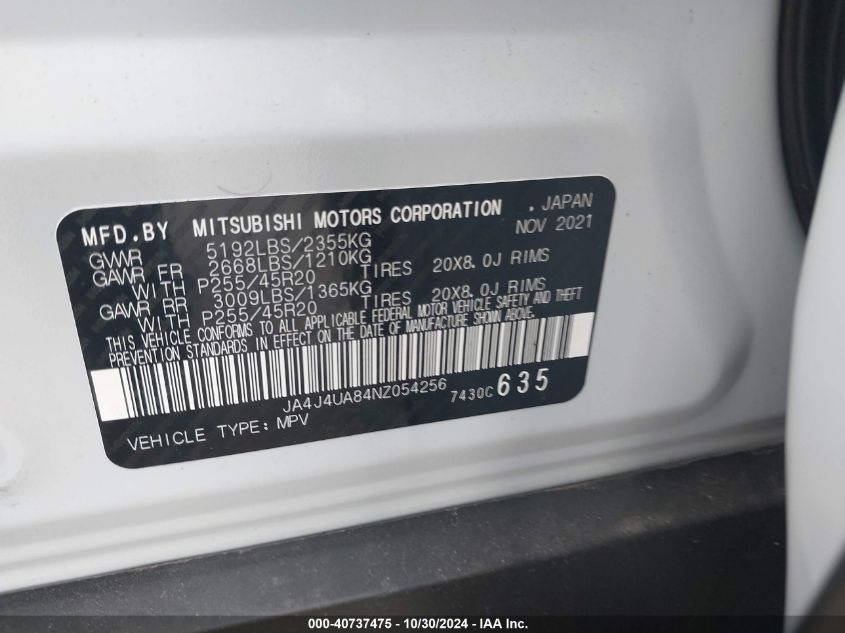 MFD.BY MITSUBISHI MOTORS CORPORATION , JAPAN
NOV 2021
GVWR 5192LBS/2355KG
GAWR FR 2668LBS/1210KG
WITH P255/45R20 TIRES 20X8.0J RIMS
GAWR RR 3009LBS/1365KG
WITH P255/45R20 TIRES 20X8.0J RIMS
THIS VEHICLE CONFORMS TO ALL APPLICABLE FEDERAL MOTOR VEHICLE SAFETY AND THEFT
PREVENTION STANDARDS IN EFFECT ON THE DATE OF MANUFACTURE SHOWN ABOVE.
JA4J4UA84NZ054256 7430C 635
VEHICLE TYPE: MPV
000-40737475 - 10/30/2024 - IAA Inc.